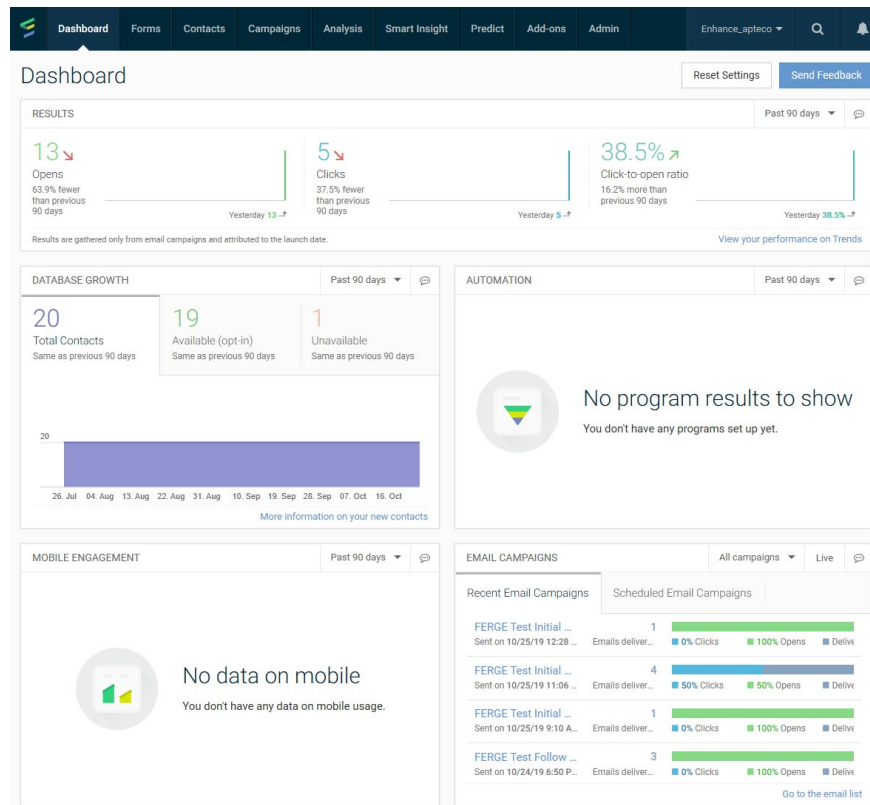 Dashboard Forms Contacts Campaigns Analysis Smart Insight Predict Add-ons Admin Enhance_apteco
Dashboard
Reset Settings
Send Feedback
RESULTS
Past 90 days
13
Opens
63.9% fewer
than previous
90 days
Yesterday 13
5
Clicks
37.5% fewer
than previous
90 days
Yesterday 5
38.5%
Click-to-open ratio
16.2% more than
previous 90 days
Yesterday 38.5%
Results are gathered only from email campaigns and attributed to the launch date.
View your performance on Trends
DATABASE GROWTH
Past 90 days
20
Total Contacts
Same as previous 90 days
19
Available (opt-in)
Same as previous 90 days
1
Unavailable
Same as previous 90 days
20
26. Jul 04. Aug 13. Aug 22. Aug 31. Aug 10. Sep 19. Sep 28. Sep 07. Oct 16. Oct
More information on your new contacts
AUTOMATION
Past 90 days
No program results to show
You don't have any programs set up yet.
MOBILE ENGAGEMENT
Past 90 days
No data on mobile
You don't have any data on mobile usage.
EMAIL CAMPAIGNS
All campaigns
Live
Recent Email Campaigns
Scheduled Email Campaigns
FERGE Test Initial ... 1
Sent on 10/25/19 12:28 ... Emails deliver... 0% Clicks 100% Opens Delive
FERGE Test Initial ... 4
Sent on 10/25/19 11:06 ... Emails deliver... 50% Clicks 50% Opens Delive
FERGE Test Initial ... 1
Sent on 10/25/19 9:10 A... Emails deliver... 0% Clicks 100% Opens Delive
FERGE Test Follow ... 3
Sent on 10/24/19 6:50 P... Emails deliver... 0% Clicks 100% Opens Delive
Go to the email list